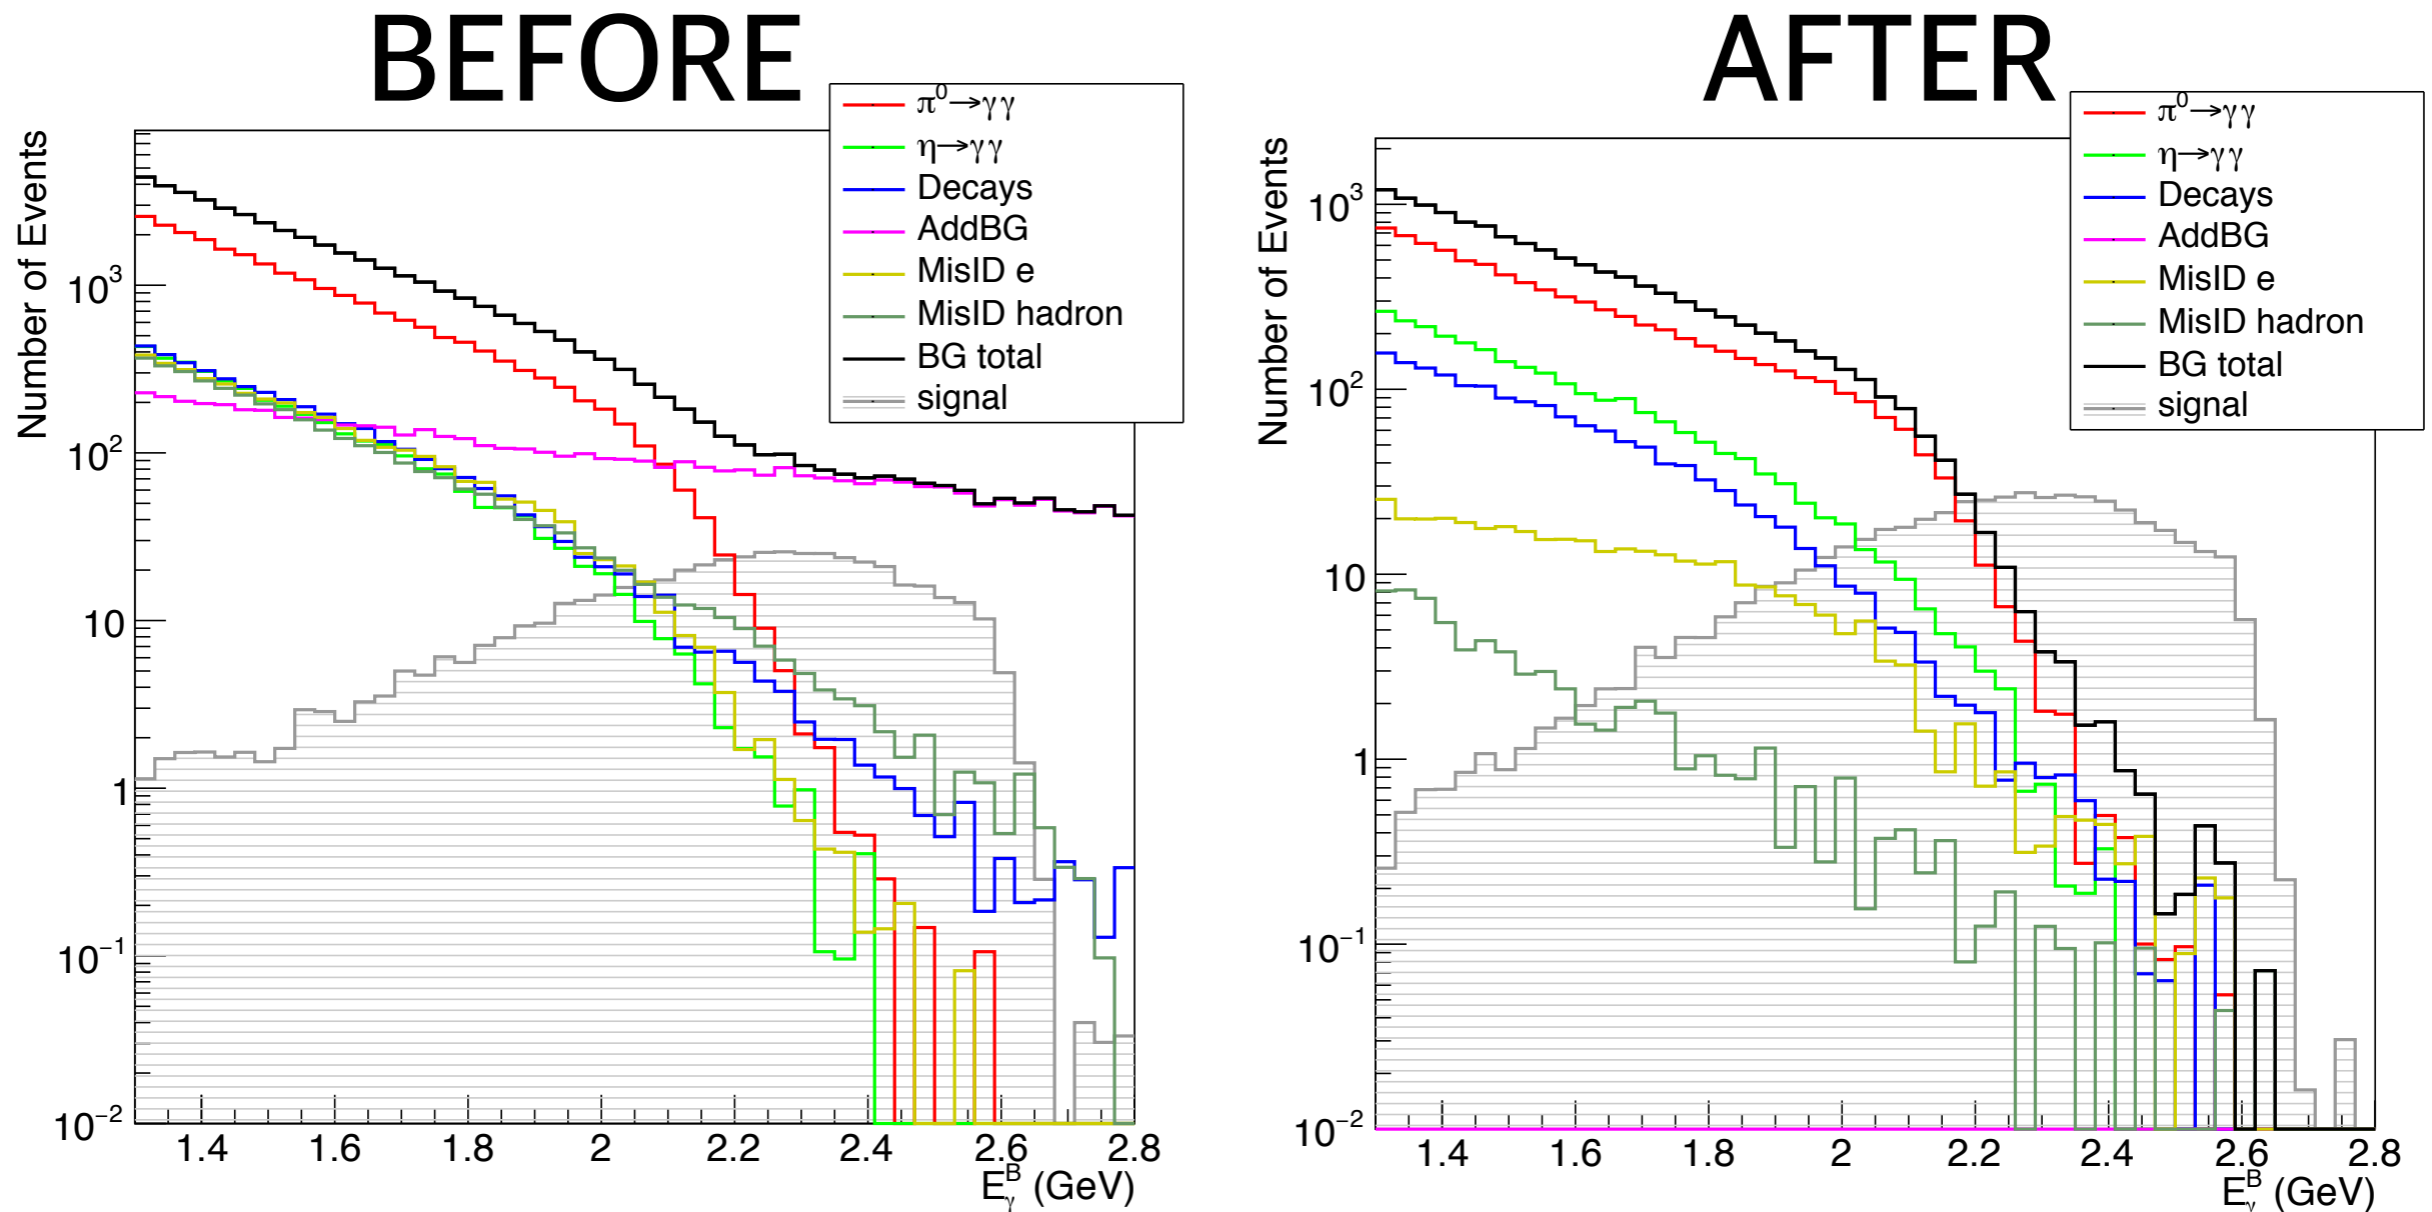 BEFORE
Number of Events
π⁰→γγ
η→γγ
Decays
AddBG
MisID e
MisID hadron
BG total
signal
10³
10²
10
1
10⁻¹
10⁻²
1.4 1.6 1.8 2 2.2 2.4 2.6 2.8
E_γ^B (GeV)
AFTER
Number of Events
π⁰→γγ
η→γγ
Decays
AddBG
MisID e
MisID hadron
BG total
signal
10³
10²
10
1
10⁻¹
10⁻²
1.4 1.6 1.8 2 2.2 2.4 2.6 2.8
E_γ^B (GeV)